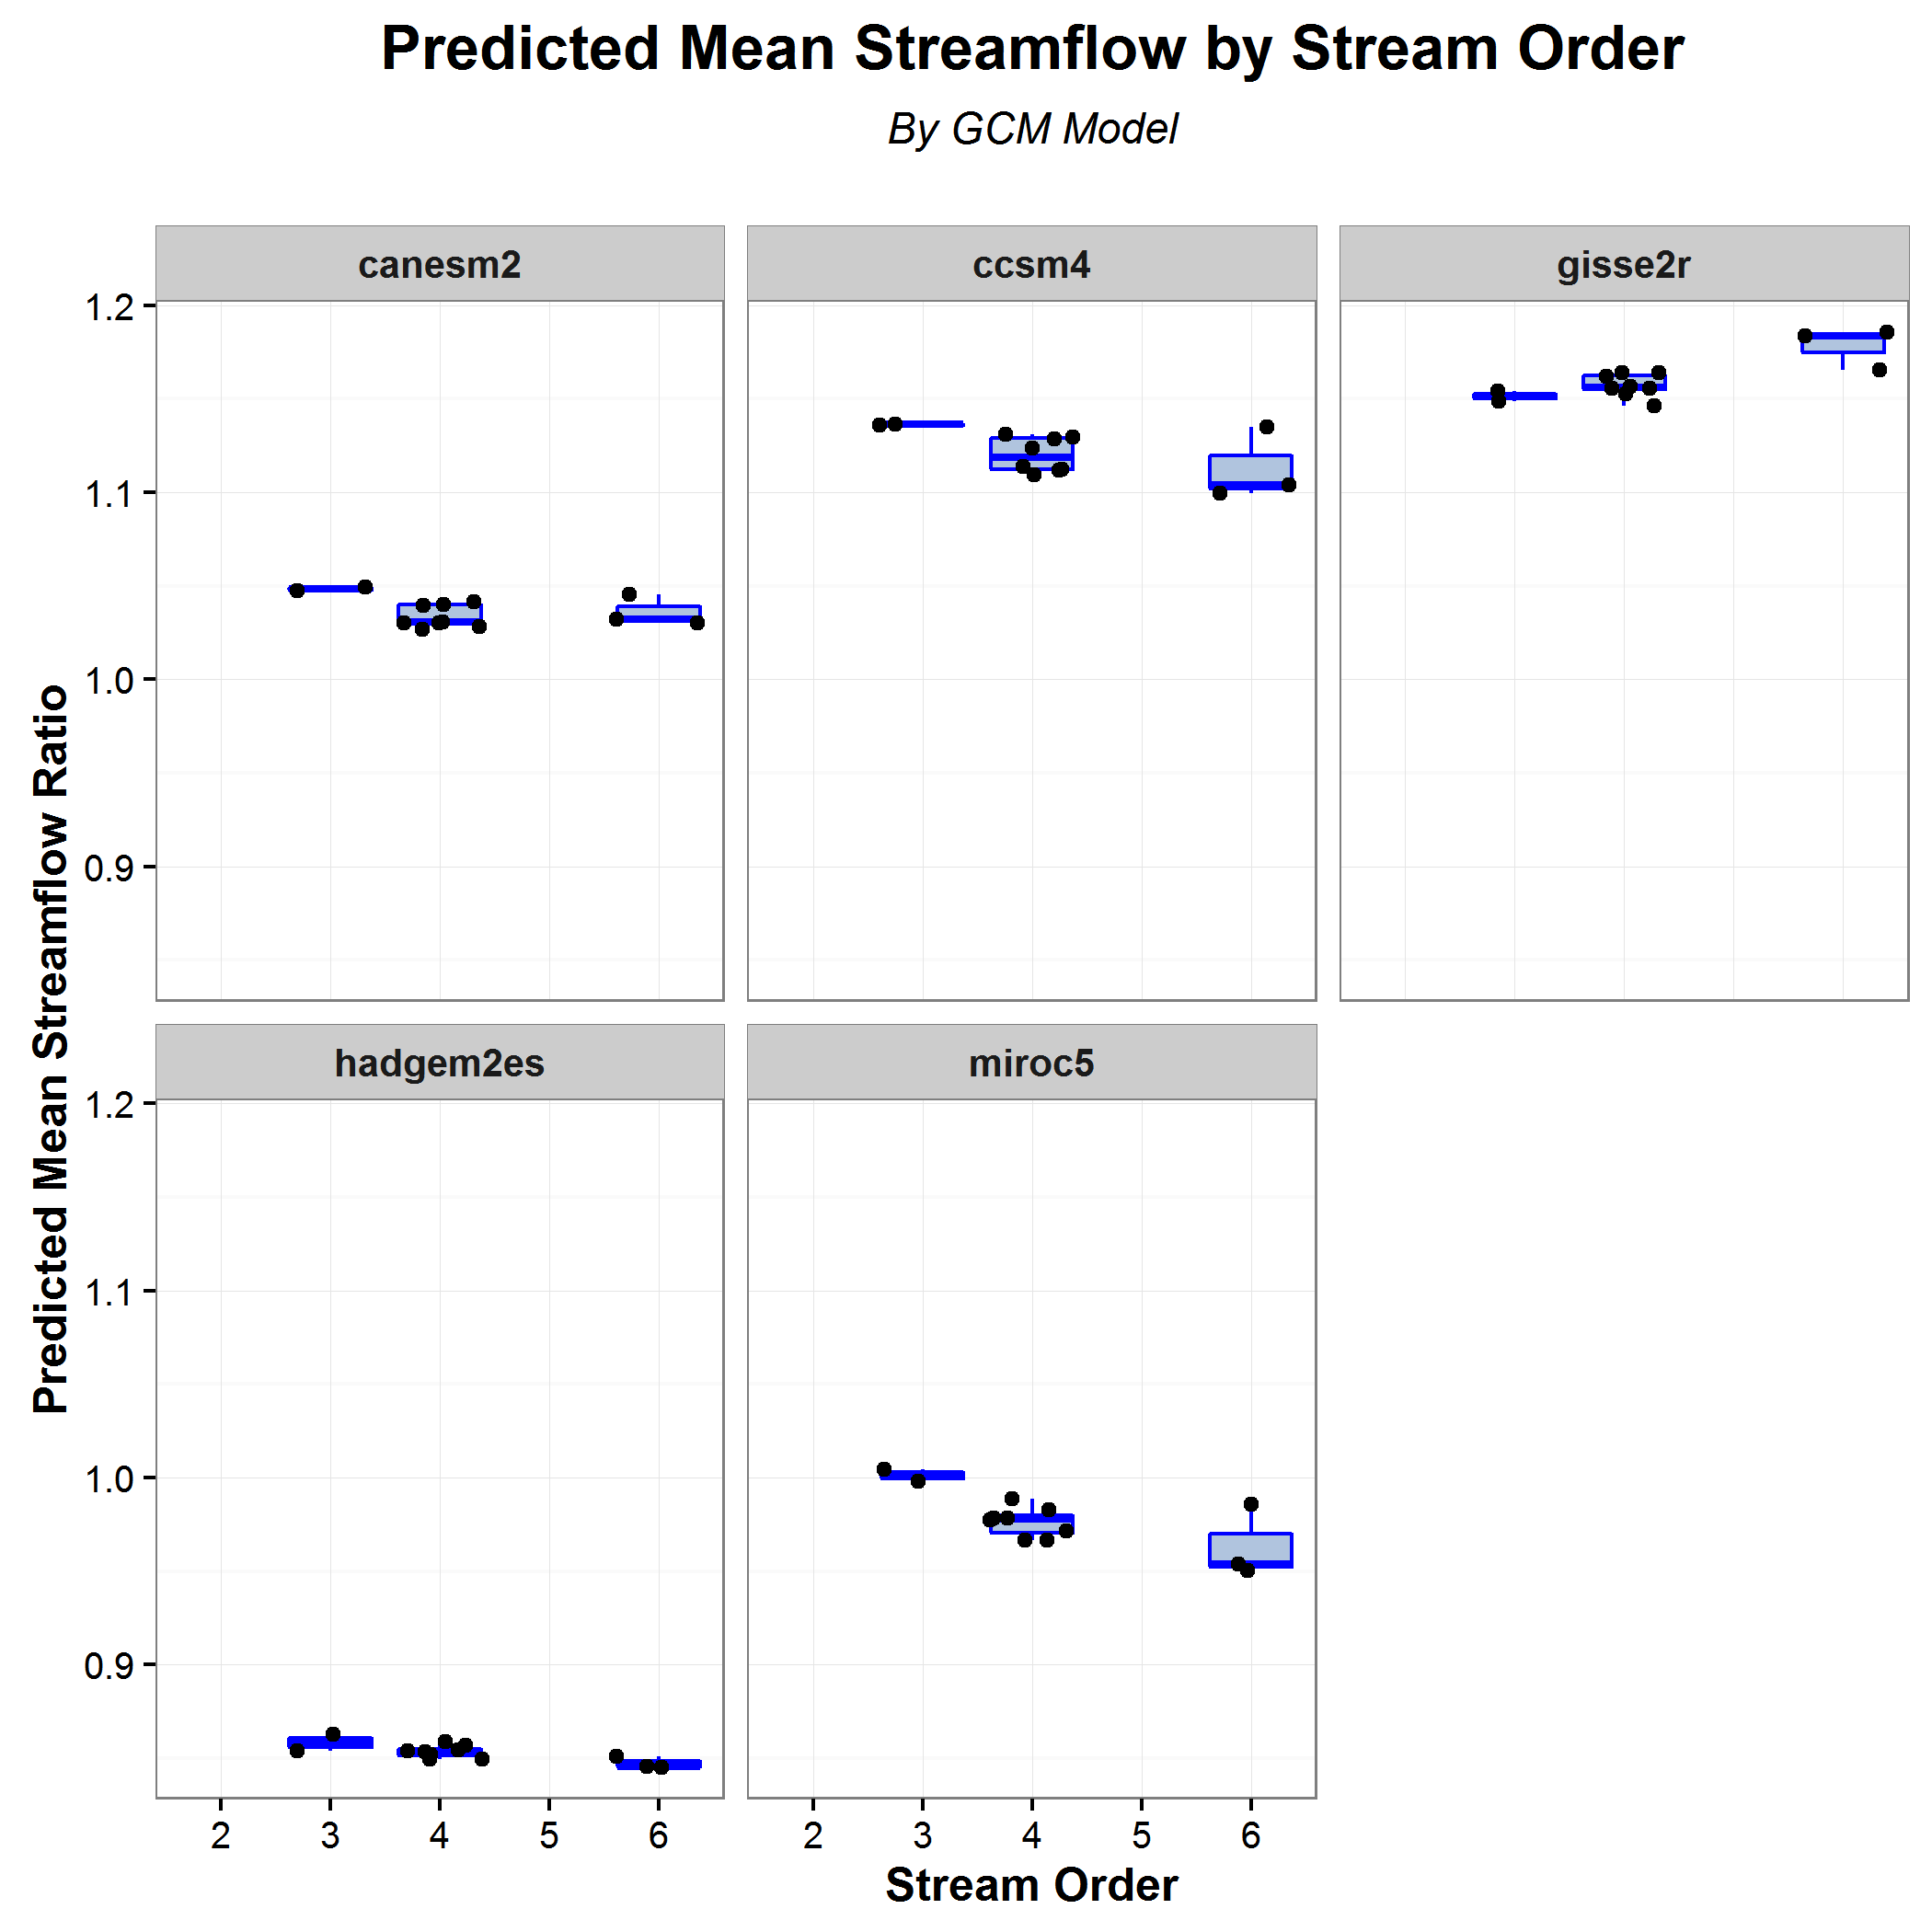 Predicted Mean Streamflow by Stream Order
By GCM Model
canesm2
ccsm4
gisse2r
1.2
1.1
1.0
0.9
Predicted Mean Streamflow Ratio
hadgem2es
miroc5
1.2
1.1
1.0
0.9
2 3 4 5 6
2 3 4 5 6
Stream Order